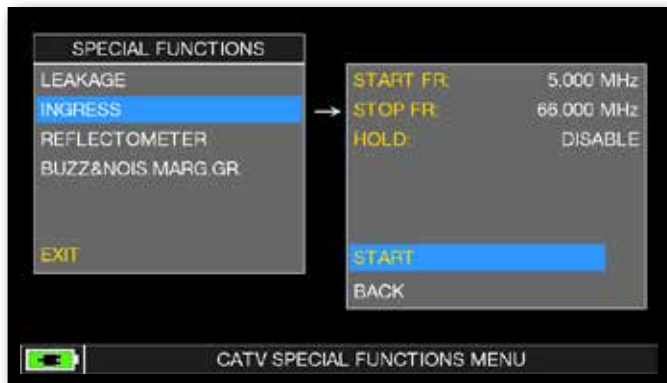 SPECIAL FUNCTIONS
LEAKAGE
INGRESS
REFLECTOMETER
BUZZ&NOIS.MARG.GR.
EXIT
START FR: 5.000 MHz
STOP FR: 66.000 MHz
HOLD: DISABLE
START
BACK
CATV SPECIAL FUNCTIONS MENU